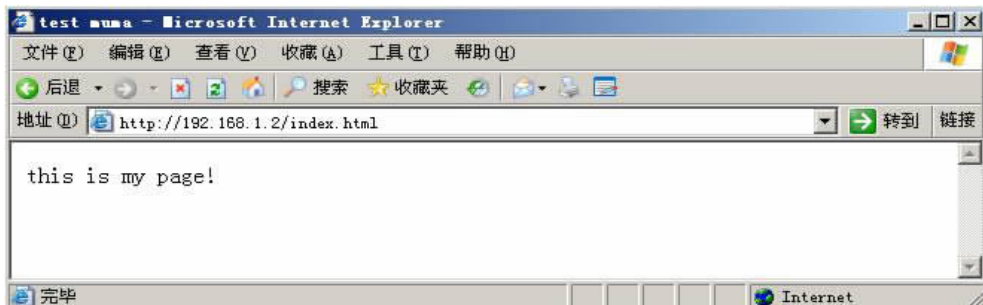 test muma - Microsoft Internet Explorer
文件(F) 编辑(E) 查看(V) 收藏(A) 工具(T) 帮助(H)
后退 搜索 收藏夹
地址(D) http://192.168.1.2/index.html 转到 链接
this is my page!
完毕 Internet